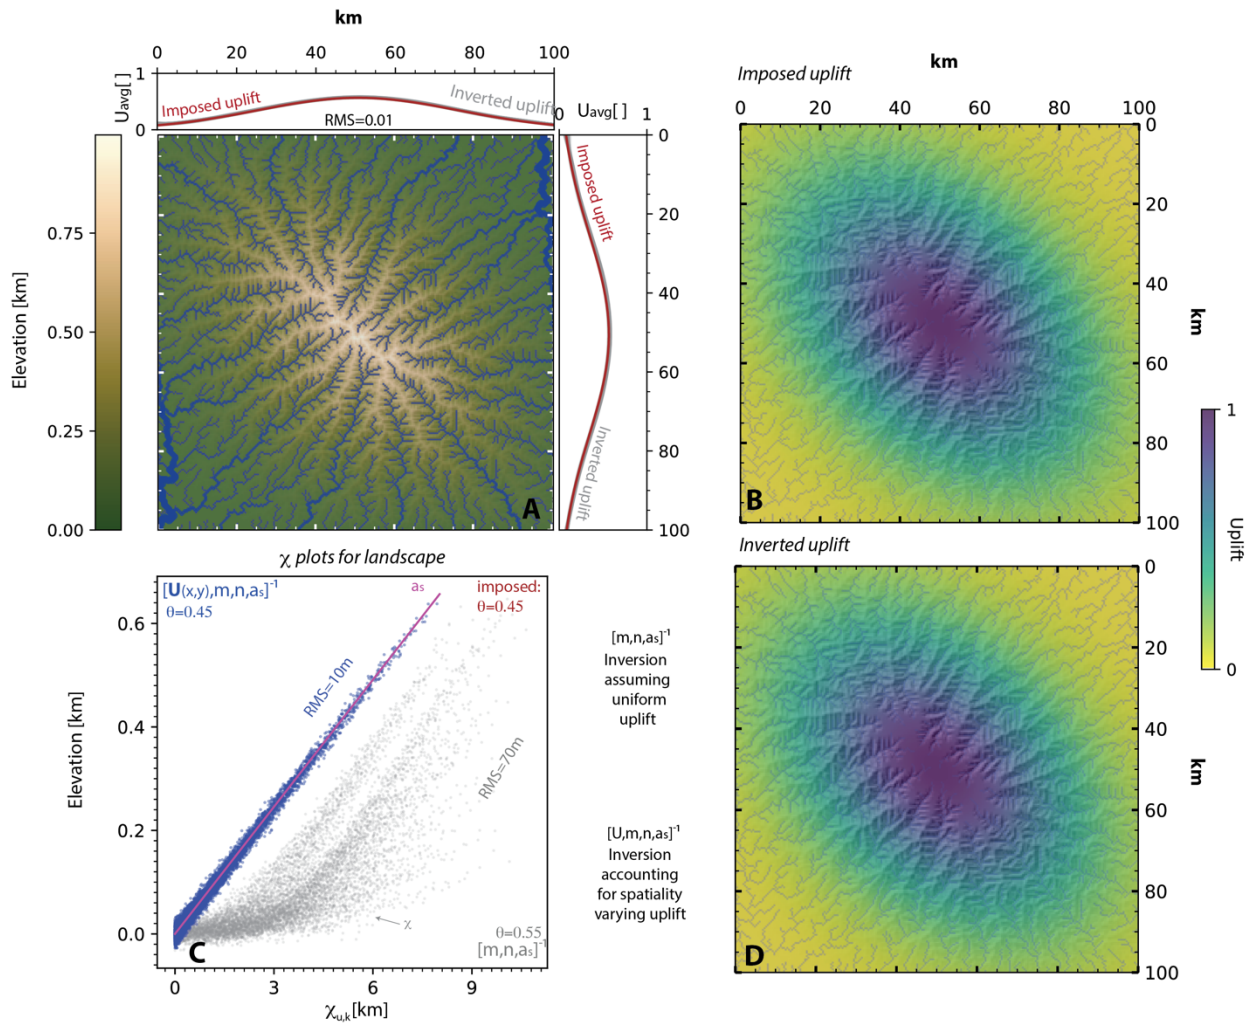 km
0 20 40 60 80 100
Uavg[ ]
1
0
Imposed uplift
Inverted uplift
RMS=0.01
0 Uavg[ ] 1
Elevation [km]
0.75
0.50
0.25
0.00
0
20
40
60
80
100
Imposed uplift
Inverted uplift
A
km
Imposed uplift
0 20 40 60 80 100
0
20
40
60
80
100
km
B
1
Uplift
0
χ plots for landscape
[U(x,y),m,n,as]⁻¹
θ=0.45
as
imposed:
θ=0.45
Elevation [km]
0.6
0.4
0.2
0.0
RMS=10m
RMS=70m
χ
θ=0.55
[m,n,as]⁻¹
C
0 3 6 9
χu,k[km]
[m,n,as]⁻¹
Inversion
assuming
uniform
uplift
[U,m,n,as]⁻¹
Inversion
accounting
for spatiality
varying uplift
Inverted uplift
0
20
40
60
80
100
km
D